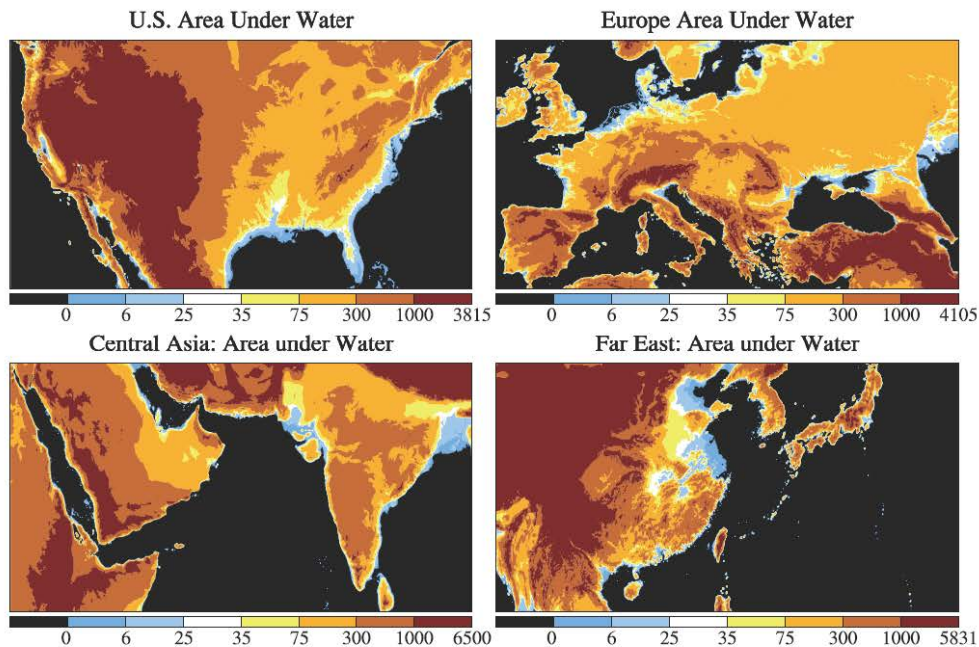 U.S. Area Under Water
Europe Area Under Water
0 6 25 35 75 300 1000 3815
0 6 25 35 75 300 1000 4105
Central Asia: Area under Water
Far East: Area under Water
0 6 25 35 75 300 1000 6500
0 6 25 35 75 300 1000 5831